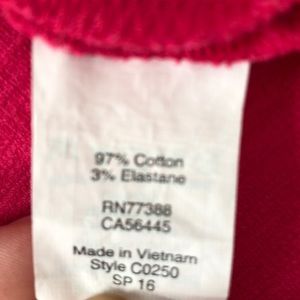 97% Cotton
3% Elastane
RN77388
CA56445
Made in Vietnam
Style C0250
SP 16